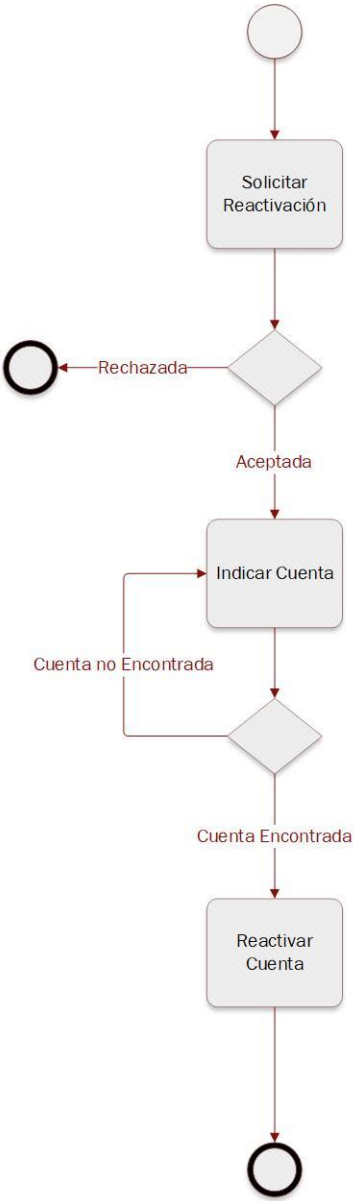 Solicitar
Reactivación
Rechazada
Aceptada
Indicar Cuenta
Cuenta no Encontrada
Cuenta Encontrada
Reactivar
Cuenta